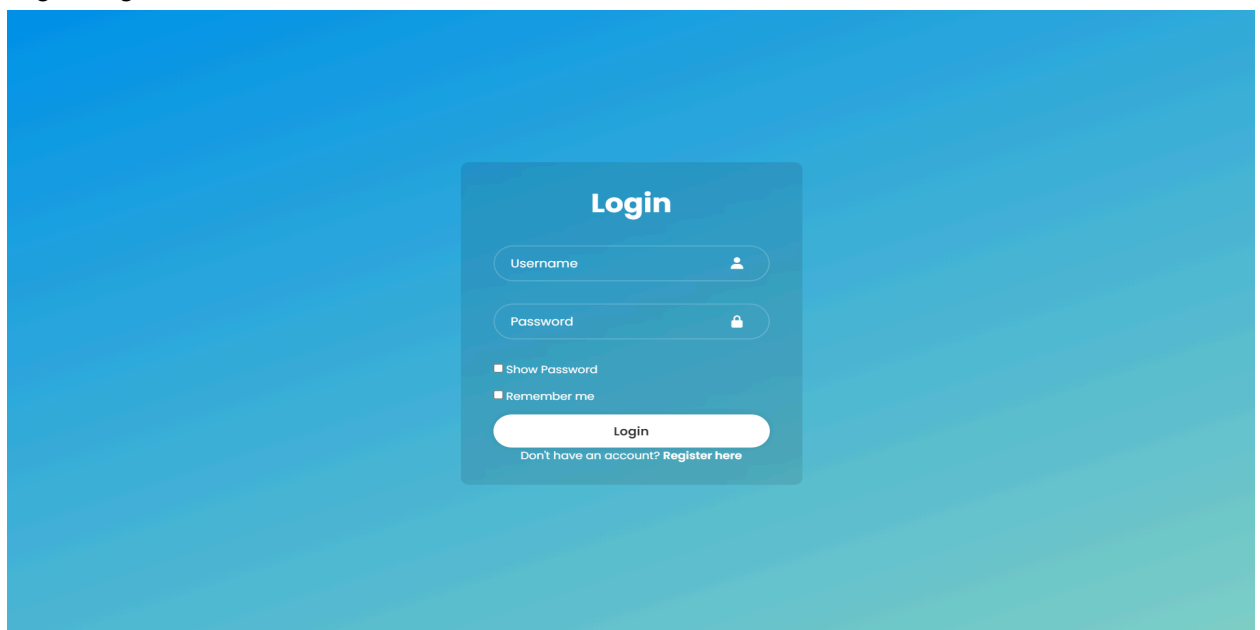 Login
Username
Password
Show Password
Remember me
Login
Don't have an account? Register here